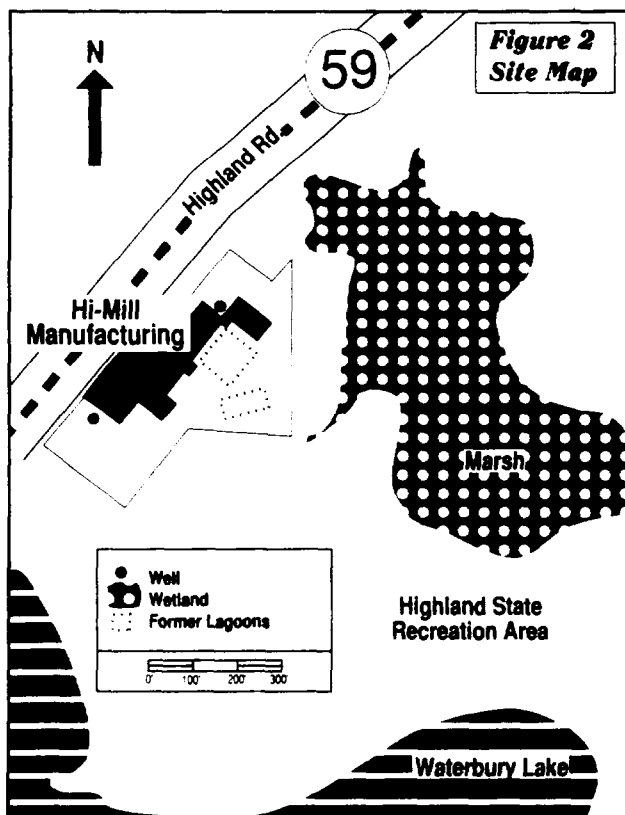 Figure 2
Site Map
N
59
Highland Rd.
Hi-Mill
Manufacturing
Marsh
Well
Wetland
Former Lagoons
0' 100' 200' 300'
Highland State
Recreation Area
Waterbury Lake